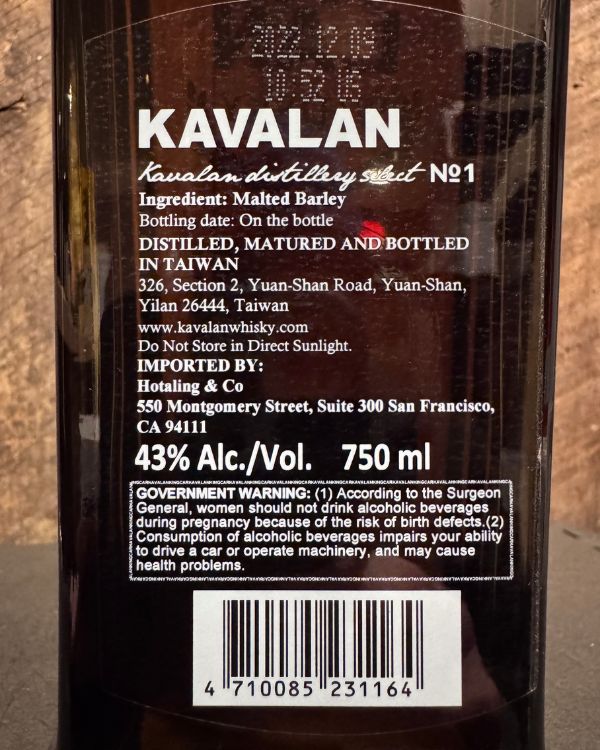 2022.12.09
10:52 16
KAVALAN
Kavalan distillery select №1
Ingredient: Malted Barley
Bottling date: On the bottle
DISTILLED, MATURED AND BOTTLED
IN TAIWAN
326, Section 2, Yuan-Shan Road, Yuan-Shan,
Yilan 26444, Taiwan
www.kavalanwhisky.com
Do Not Store in Direct Sunlight.
IMPORTED BY:
Hotaling & Co
550 Montgomery Street, Suite 300 San Francisco,
CA 94111
43% Alc./Vol. 750 ml
GOVERNMENT WARNING: (1) According to the Surgeon
General, women should not drink alcoholic beverages
during pregnancy because of the risk of birth defects.(2)
Consumption of alcoholic beverages impairs your ability
to drive a car or operate machinery, and may cause
health problems.
4 710085 231164